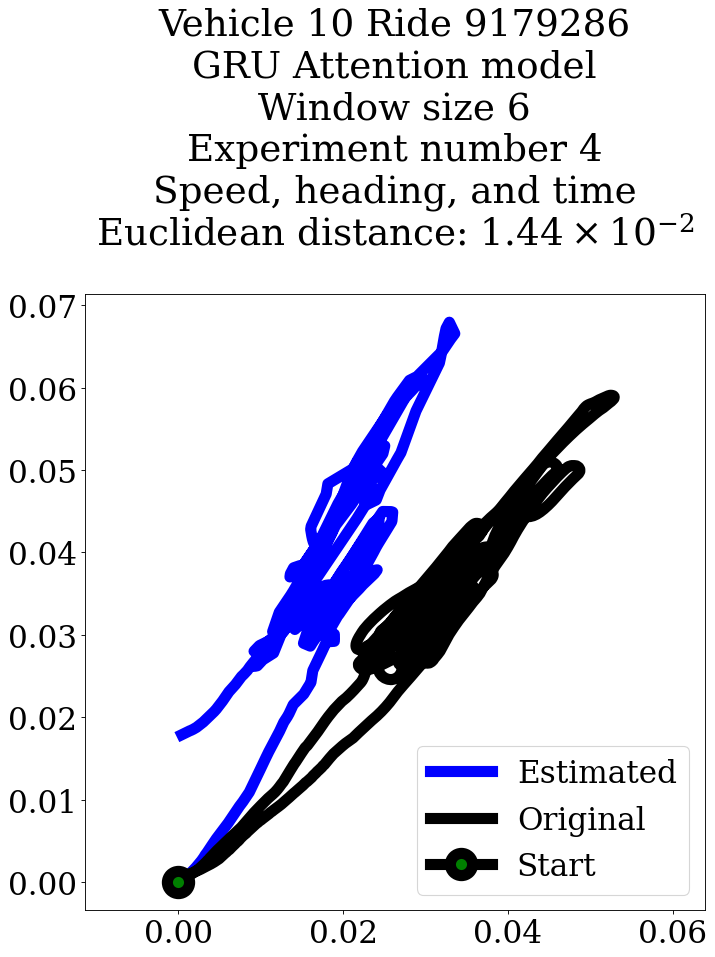 Vehicle 10 Ride 9179286
GRU Attention model
Window size 6
Experiment number 4
Speed, heading, and time
Euclidean distance: 1.44 × 10⁻²
0.07
0.06
0.05
0.04
0.03
0.02
0.01
0.00
Estimated
Original
Start
0.00 0.02 0.04 0.06